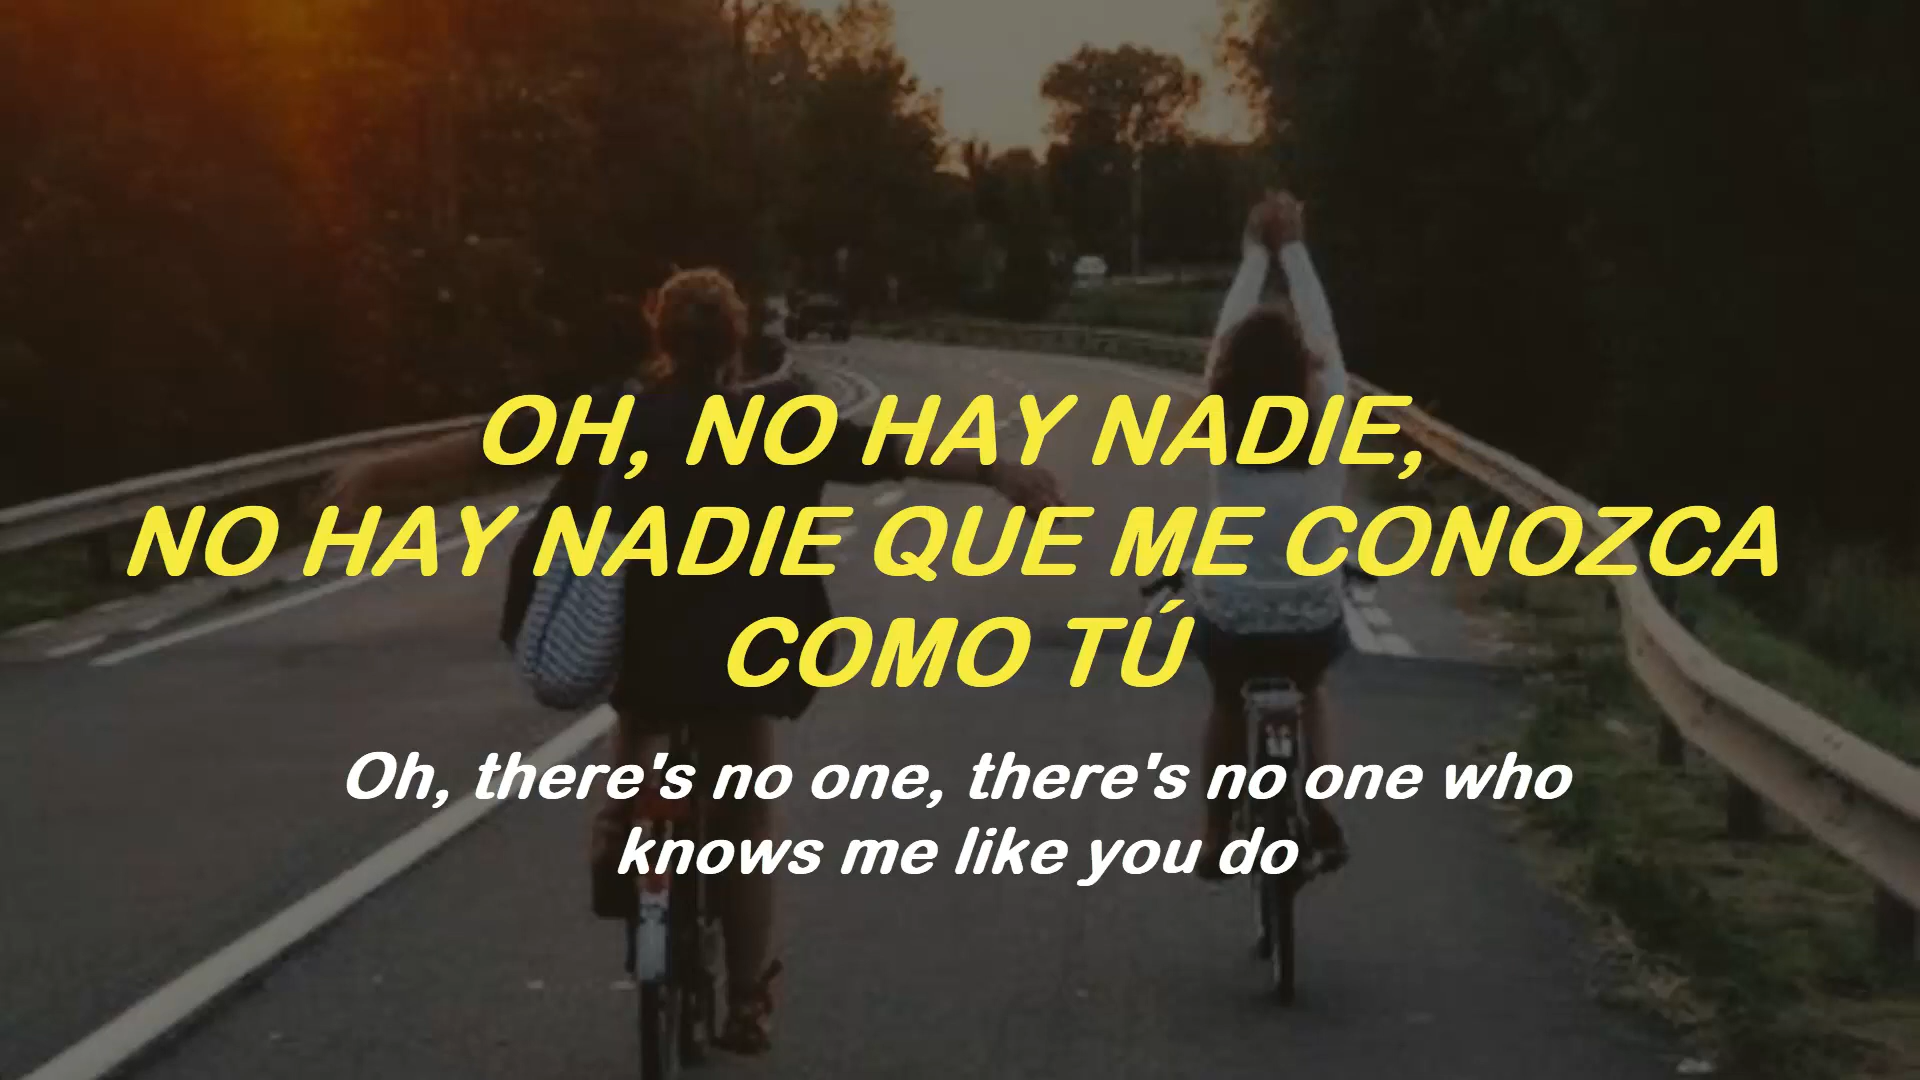 OH, NO HAY NADIE,
NO HAY NADIE QUE ME CONOZCA
COMO TÚ
Oh, there's no one, there's no one who
knows me like you do